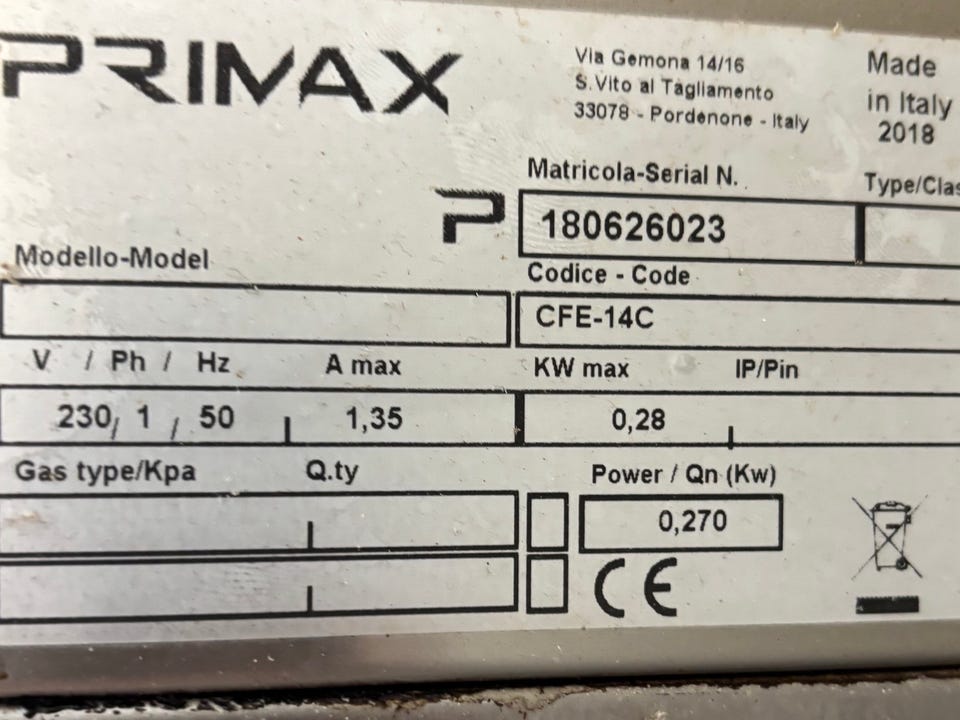 PRIMAX
Via Gemona 14/16
S.Vito al Tagliamento
33078 - Pordenone - Italy
Made
in Italy
2018
Matricola-Serial N.
Type/Clas
P 180626023
Modello-Model
Codice - Code
CFE-14C
V / Ph / Hz A max KW max IP/Pin
230/ 1 / 50 1,35 0,28
Gas type/Kpa Q.ty Power / Qn (Kw)
0,270
CE